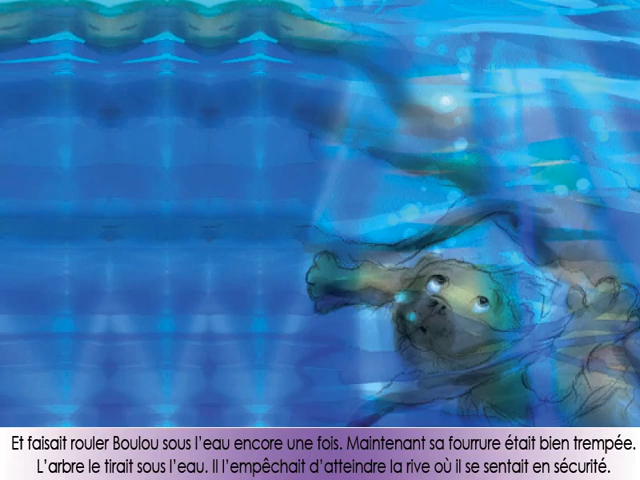 Et faisait rouler Boulou sous l'eau encore une fois. Maintenant sa fourrure était bien trempée.
L'arbre le tirait sous l'eau. Il l'empêchait d'atteindre la rive où il se sentait en sécurité.